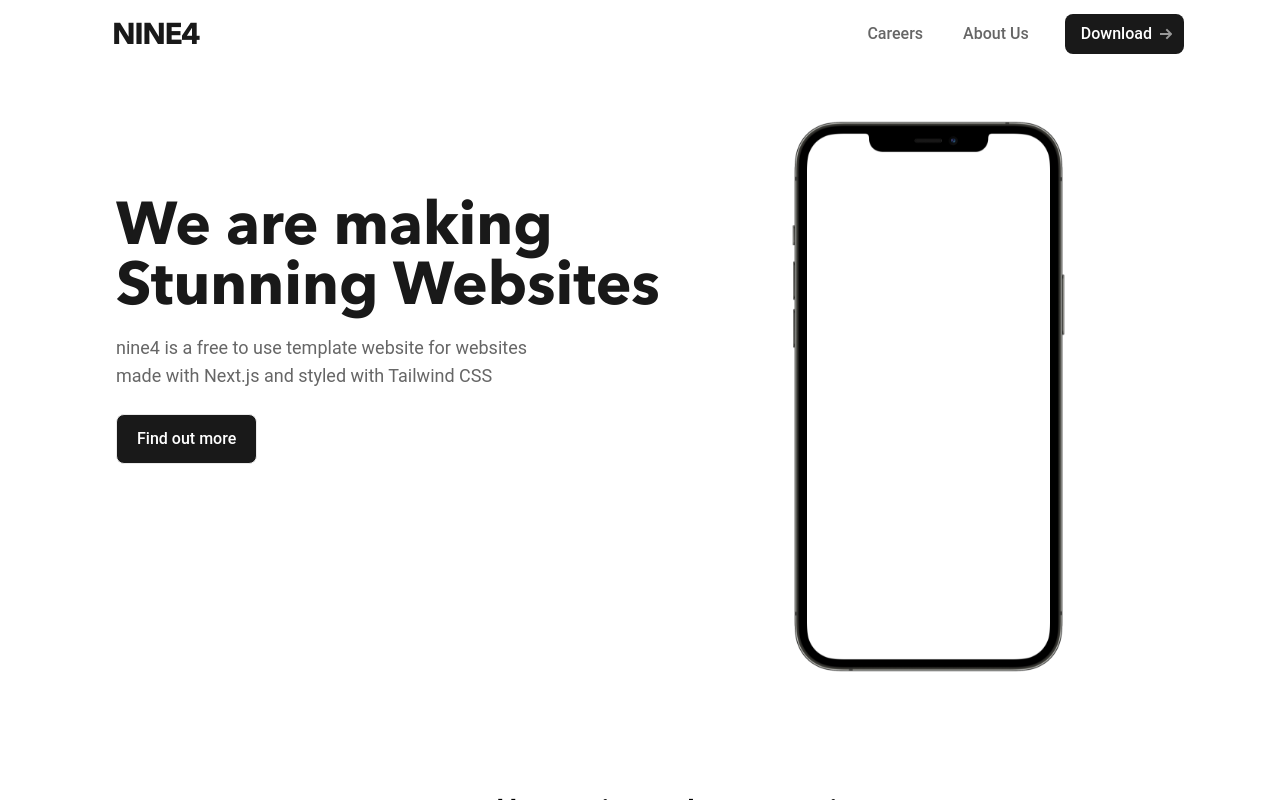 NINE4
Careers
About Us
Download
We are making
Stunning Websites
nine4 is a free to use template website for websites
made with Next.js and styled with Tailwind CSS
Find out more